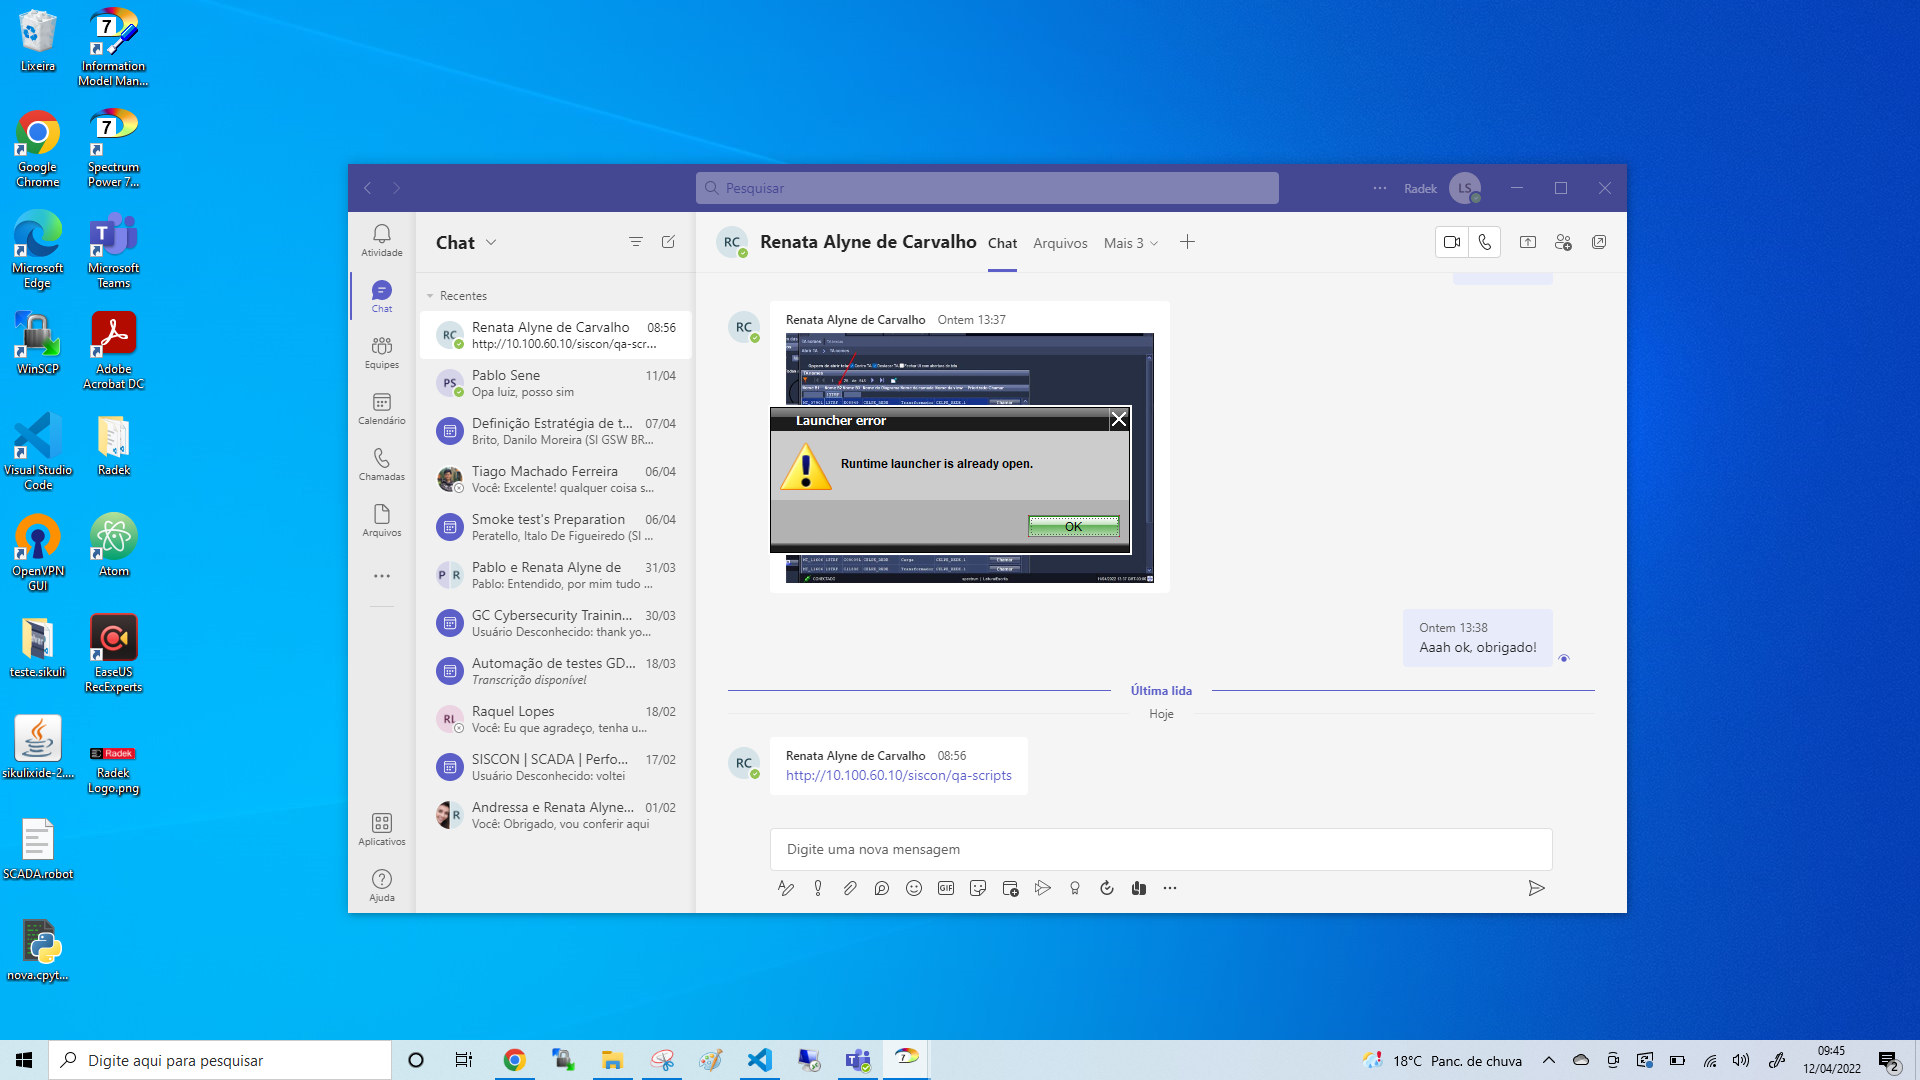 Lixeira
Information
Model Man...
Google
Chrome
Spectrum
Power 7...
Microsoft
Edge
Microsoft
Teams
WinSCP
Adobe
Acrobat DC
Visual Studio
Code
Radek
OpenVPN
GUI
Atom
teste.sikuli
EaseUS
RecExperts
sikulixide-2....
Radek
Radek
Logo.png
SCADA.robot
nova.cpyt...
Pesquisar
Radek
LS
Atividade
Chat
Equipes
Calendário
Chamadas
Arquivos
Aplicativos
Ajuda
Chat
Recentes
RC
Renata Alyne de Carvalho 08:56
http://10.100.60.10/siscon/qa-scr...
PS
Pablo Sene 11/04
Opa luiz, posso sim
Definição Estratégia de t... 07/04
Brito, Danilo Moreira (SI GSW BR...
Tiago Machado Ferreira 06/04
Você: Excelente! qualquer coisa s...
Smoke test's Preparation 06/04
Peratello, Italo De Figueiredo (SI ...
P R
Pablo e Renata Alyne de 31/03
Pablo: Entendido, por mim tudo ...
GC Cybersecurity Trainin... 30/03
Usuário Desconhecido: thank yo...
Automação de testes GD... 18/03
Transcrição disponível
RL
Raquel Lopes 18/02
Você: Eu que agradeço, tenha u...
SISCON | SCADA | Perfo... 17/02
Usuário Desconhecido: voltei
R
Andressa e Renata Alyne... 01/02
Você: Obrigado, vou conferir aqui
RC
Renata Alyne de Carvalho Chat Arquivos Mais 3
RC
Renata Alyne de Carvalho Ontem 13:37
Launcher error
Runtime launcher is already open.
OK
CONECTADO
Ontem 13:38
Aaah ok, obrigado!
Última lida
Hoje
RC
Renata Alyne de Carvalho 08:56
http://10.100.60.10/siscon/qa-scripts
Digite uma nova mensagem
GIF
Digite aqui para pesquisar
18°C Panc. de chuva
09:45
12/04/2022
2